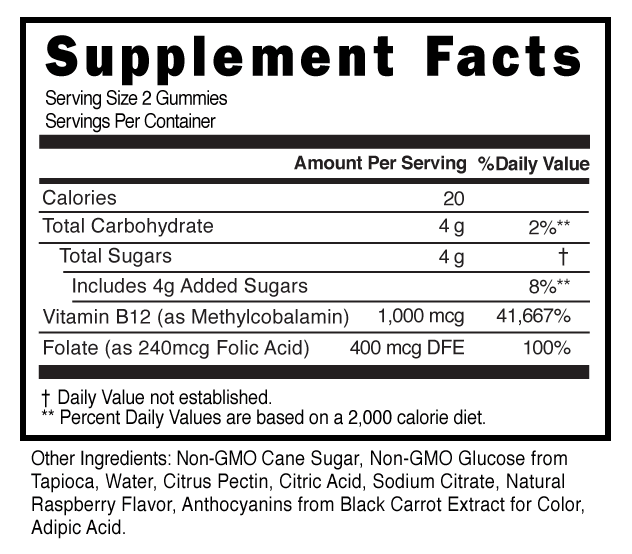 Supplement Facts
Serving Size 2 Gummies
Servings Per Container
Amount Per Serving %Daily Value
Calories 20
Total Carbohydrate 4 g 2%**
Total Sugars 4 g †
Includes 4g Added Sugars 8%**
Vitamin B12 (as Methylcobalamin) 1,000 mcg 41,667%
Folate (as 240mcg Folic Acid) 400 mcg DFE 100%
† Daily Value not established.
** Percent Daily Values are based on a 2,000 calorie diet.
Other Ingredients: Non-GMO Cane Sugar, Non-GMO Glucose from
Tapioca, Water, Citrus Pectin, Citric Acid, Sodium Citrate, Natural
Raspberry Flavor, Anthocyanins from Black Carrot Extract for Color,
Adipic Acid.